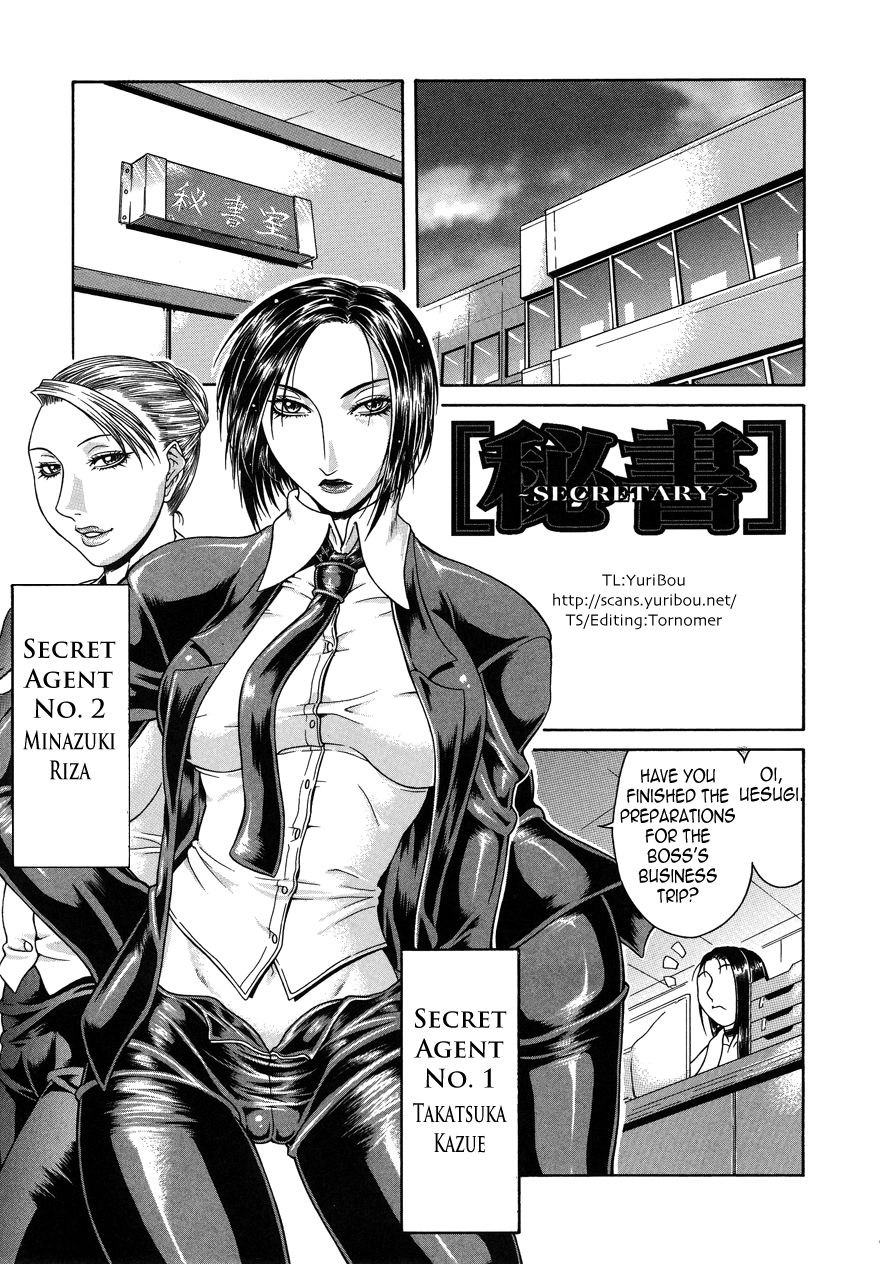 秘書室
[秘書]
~SECRETARY~
TL:YuriBou
http://scans.yuribou.net/
TS/Editing:Tornomer
SECRET
AGENT
No. 2
MINAZUKI
RIZA
SECRET
AGENT
No. 1
TAKATSUKA
KAZUE
OI,
UESUGI.
HAVE YOU
FINISHED THE
PREPARATIONS
FOR THE
BOSS'S
BUSINESS
TRIP?